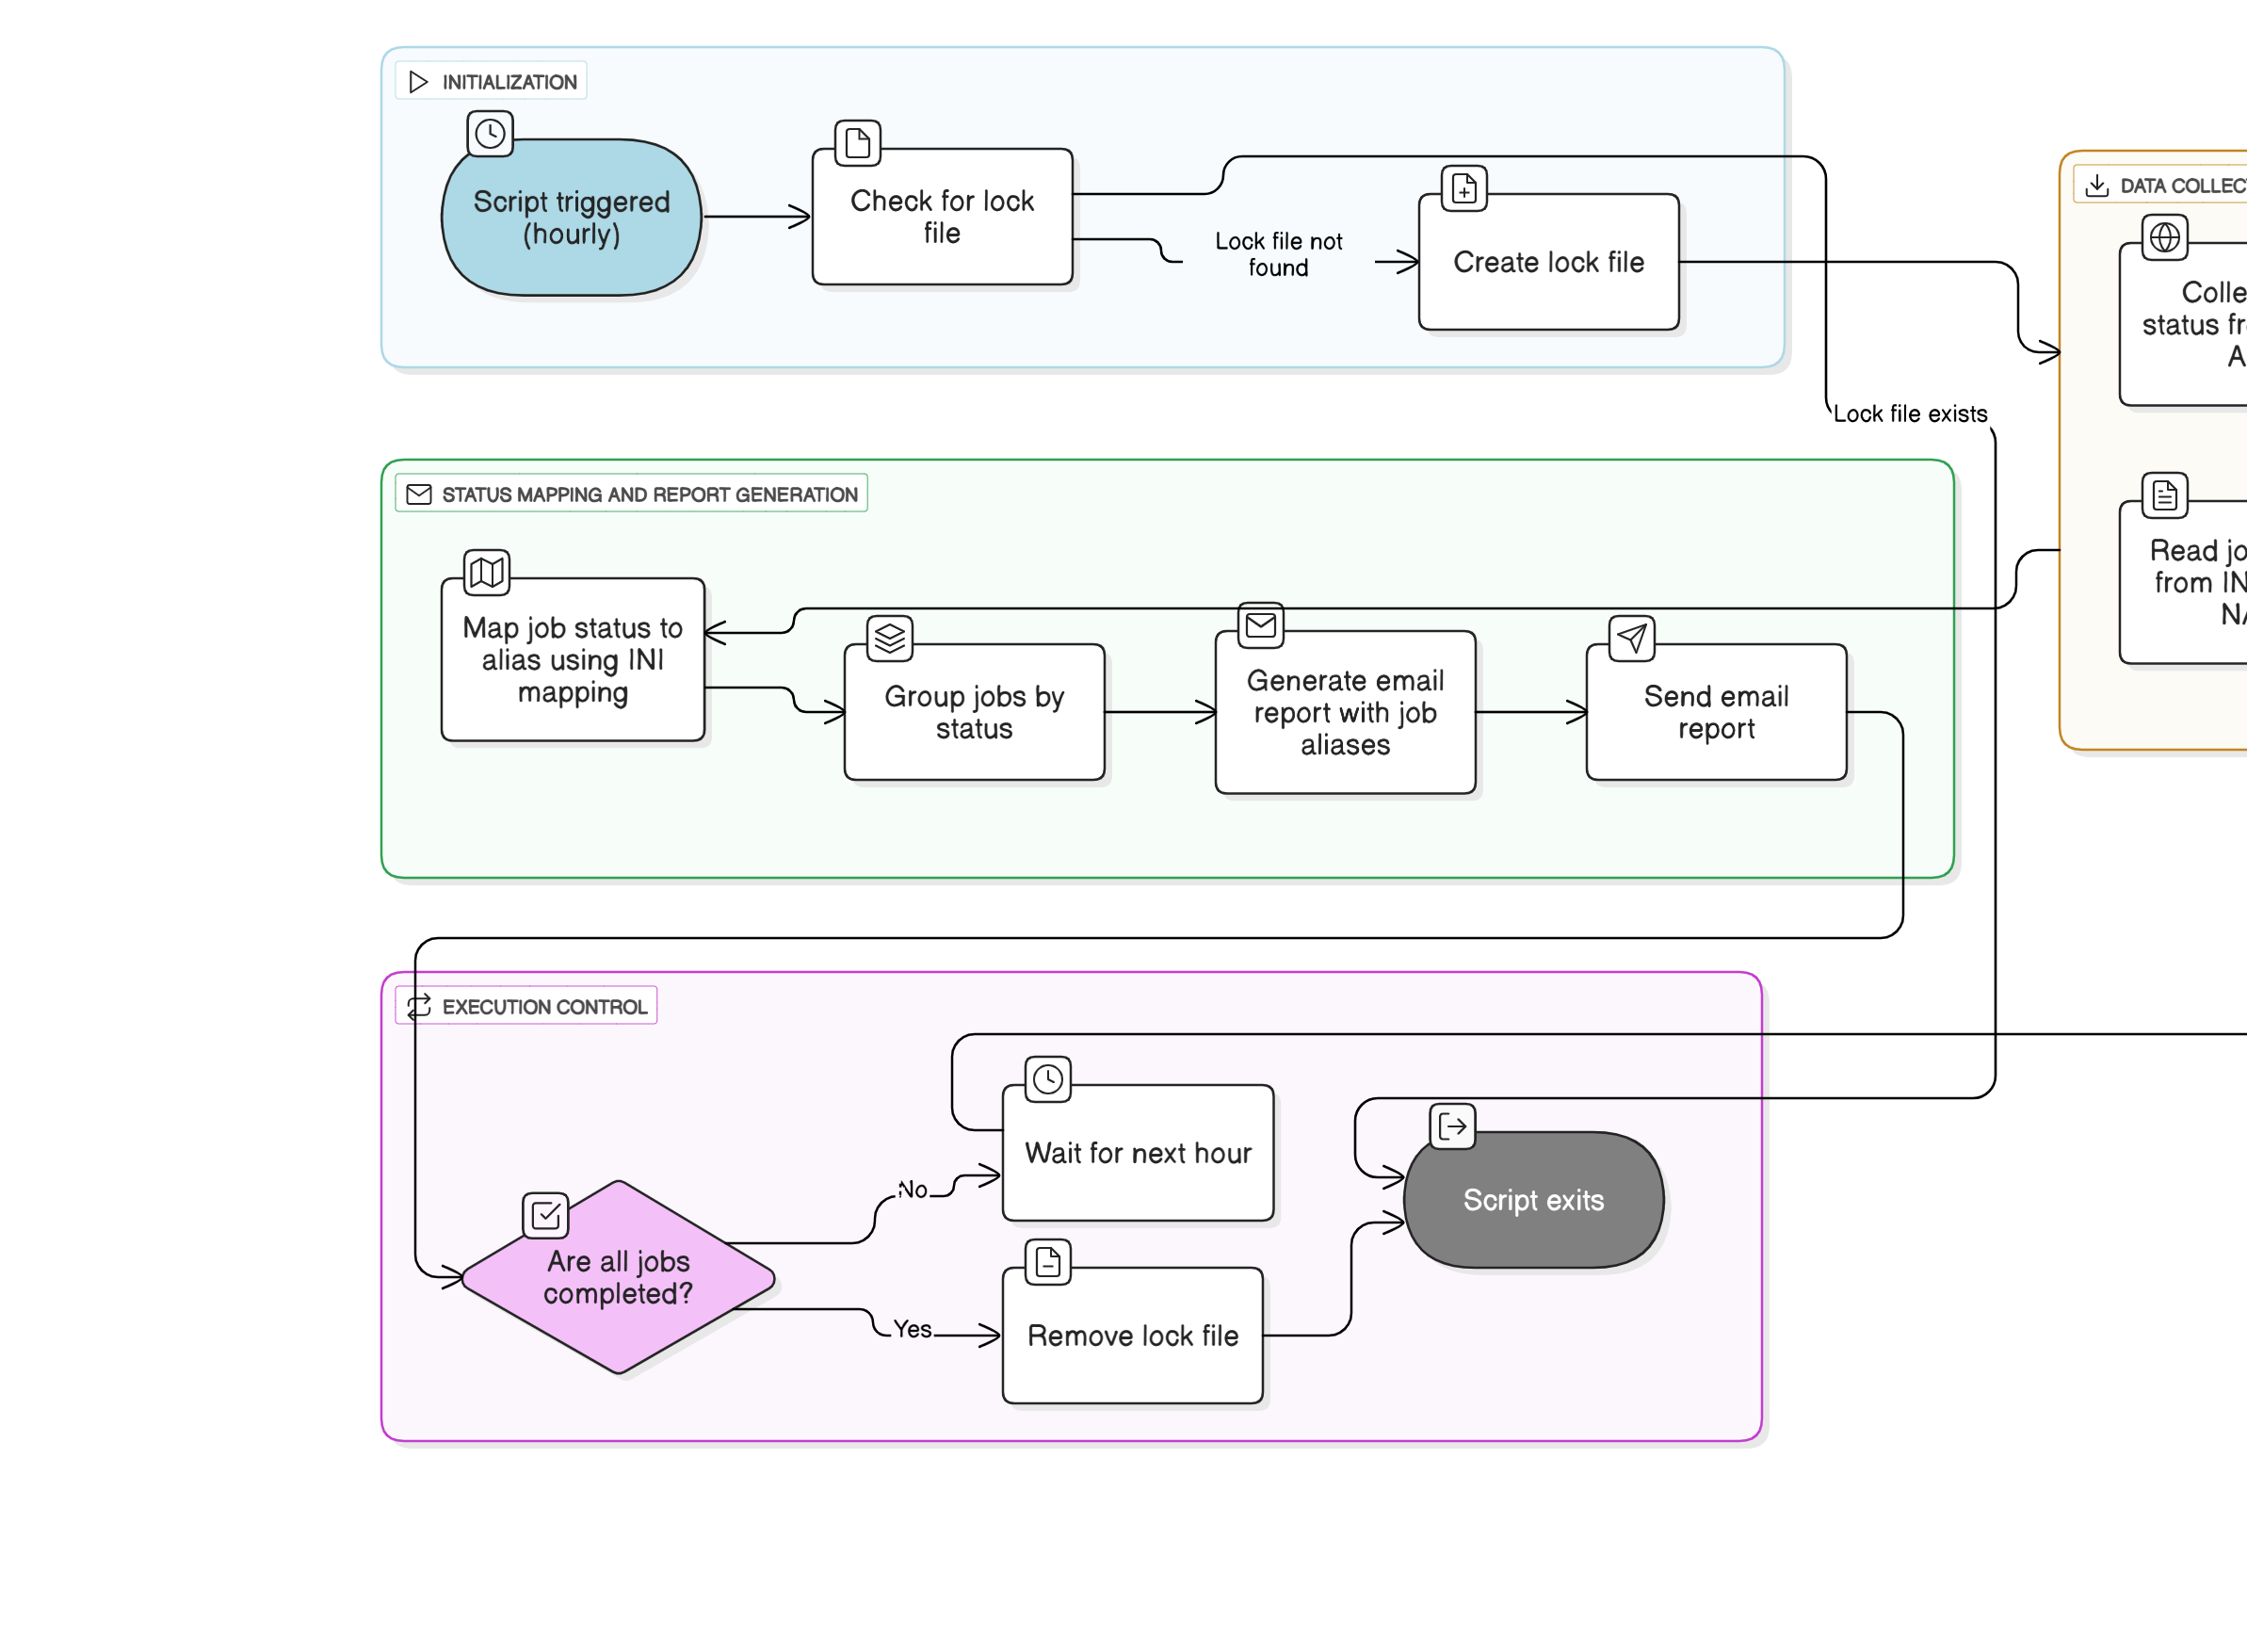 INITIALIZATION
Script triggered
(hourly)
Check for lock
file
Lock file not
found
Create lock file
Lock file exists
DATA COLLEC
Colle
status fr
A
Read jo
from IN
NA
STATUS MAPPING AND REPORT GENERATION
Map job status to
alias using INI
mapping
Group jobs by
status
Generate email
report with job
aliases
Send email
report
EXECUTION CONTROL
Are all jobs
completed?
No
Yes
Wait for next hour
Remove lock file
Script exits